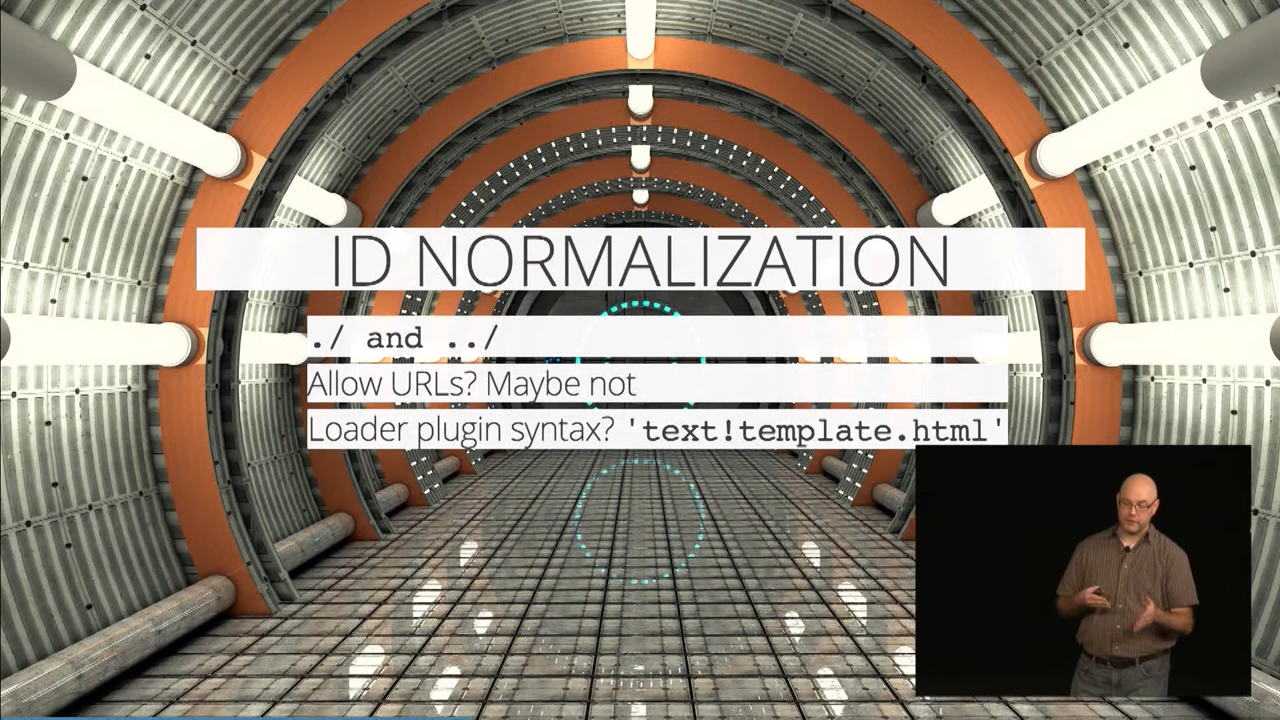 ID NORMALIZATION
./ and ../
Allow URLs? Maybe not
Loader plugin syntax? 'text!template.html'